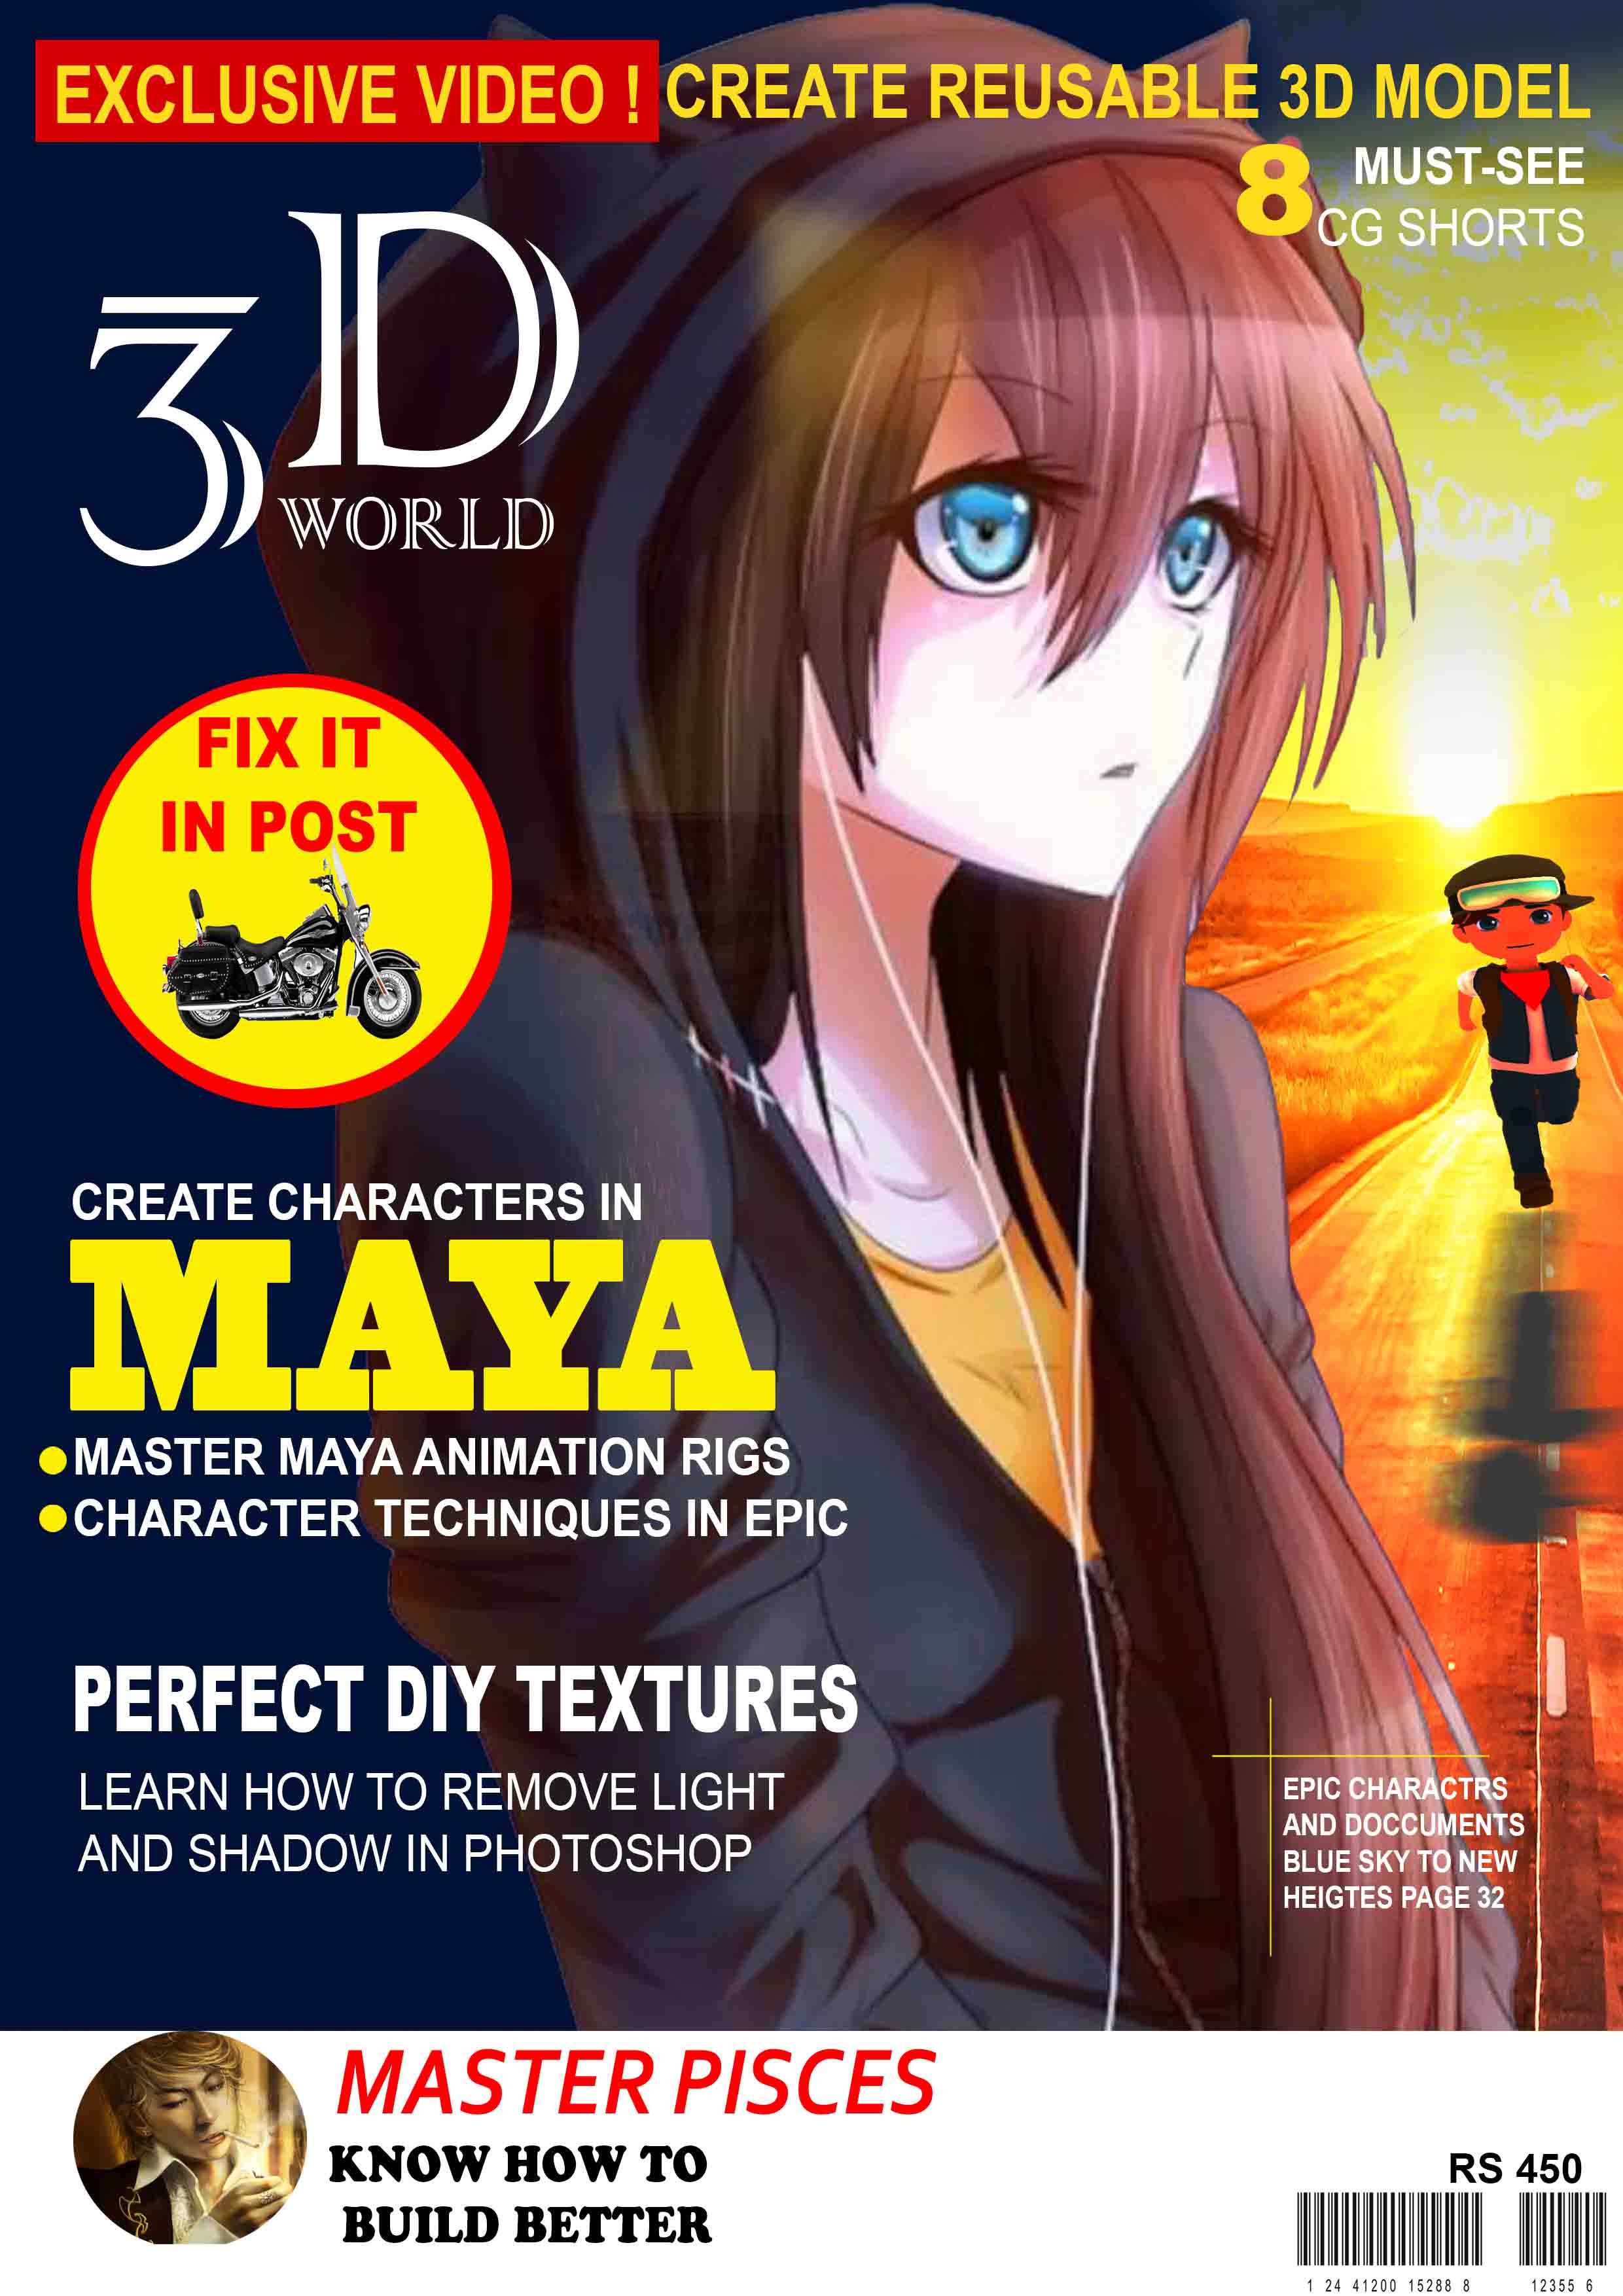 EXCLUSIVE VIDEO ! CREATE REUSABLE 3D MODEL
8 MUST-SEE
CG SHORTS
3D
WORLD
FIX IT
IN POST
CREATE CHARACTERS IN
MAYA
MASTER MAYA ANIMATION RIGS
CHARACTER TECHNIQUES IN EPIC
PERFECT DIY TEXTURES
LEARN HOW TO REMOVE LIGHT
AND SHADOW IN PHOTOSHOP
EPIC CHARACTRS
AND DOCCUMENTS
BLUE SKY TO NEW
HEIGTES PAGE 32
MASTER PISCES
KNOW HOW TO
BUILD BETTER
RS 450
1 24 41200 15288 8
12355 6